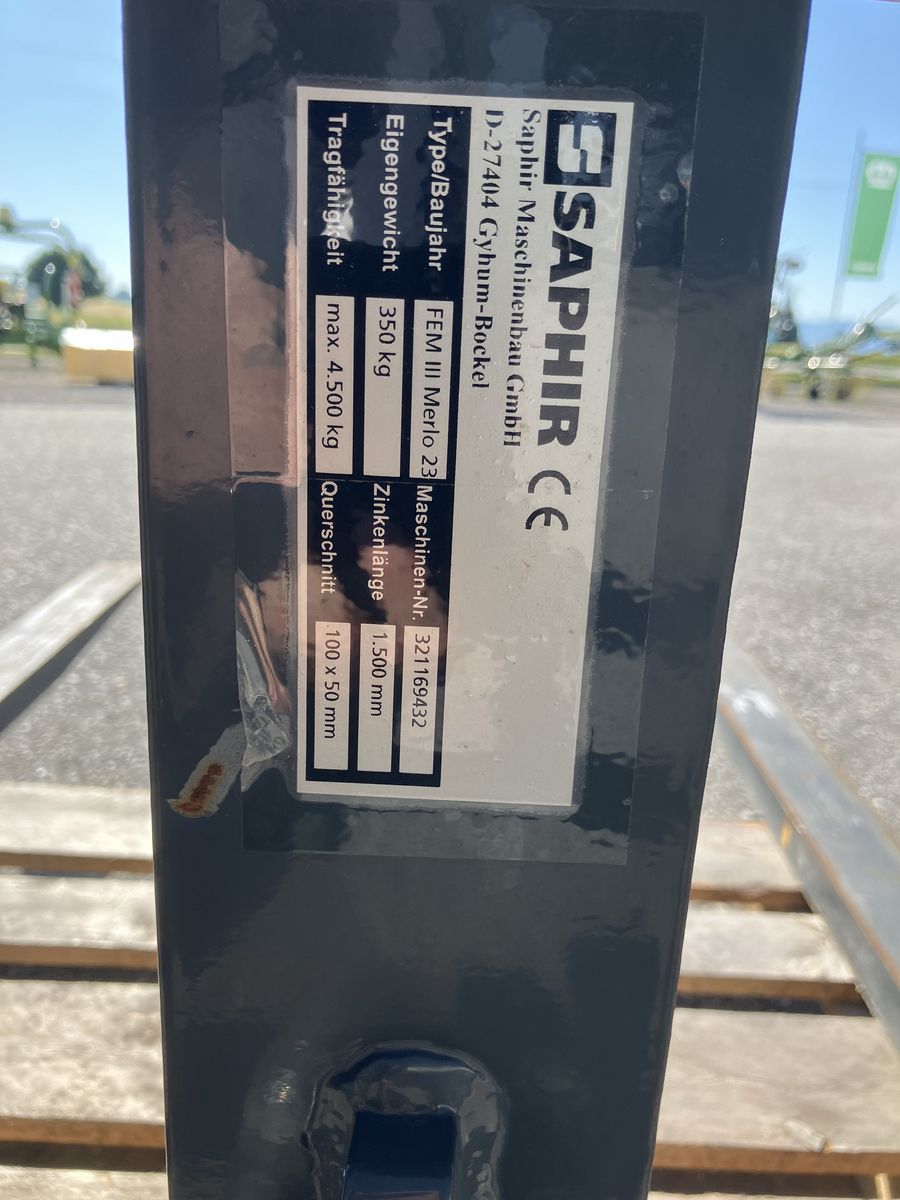 SAPHIR CE
Saphir Maschinenbau GmbH
D-27404 Gyhum-Bockel
Type/Baujahr FEM III Merlo 23 Maschinen-Nr. 321169432
Eigengewicht 350 kg Zinkenlänge 1.500 mm
Tragfähigkeit max. 4.500 kg Querschnitt 100 x 50 mm